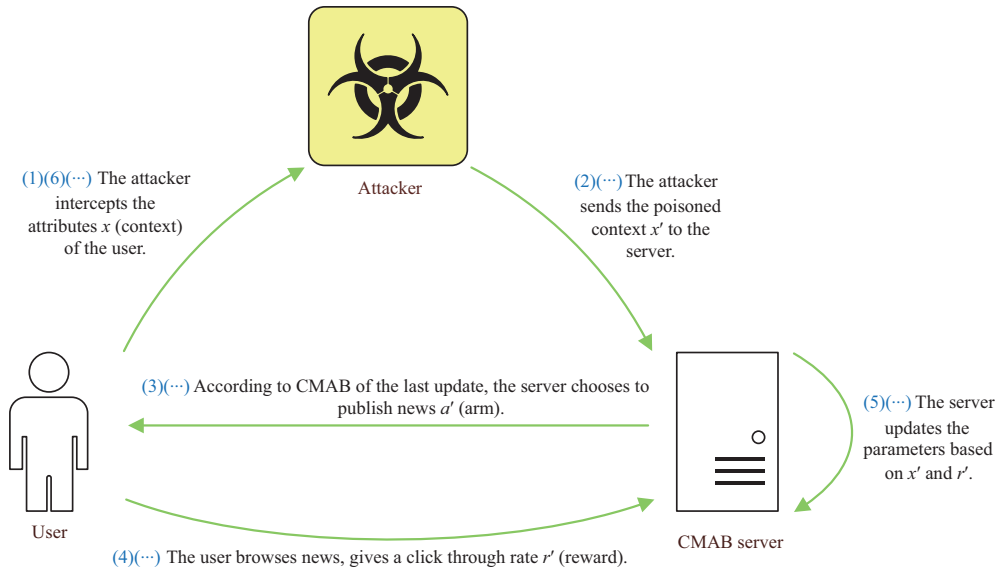 Attacker
(1)(6)(···) The attacker
intercepts the
attributes x (context)
of the user.
(2)(···) The attacker
sends the poisoned
context x′ to the
server.
(3)(···) According to CMAB of the last update, the server chooses to
publish news a′ (arm).
(5)(···) The server
updates the
parameters based
on x′ and r′.
User
CMAB server
(4)(···) The user browses news, gives a click through rate r′ (reward).